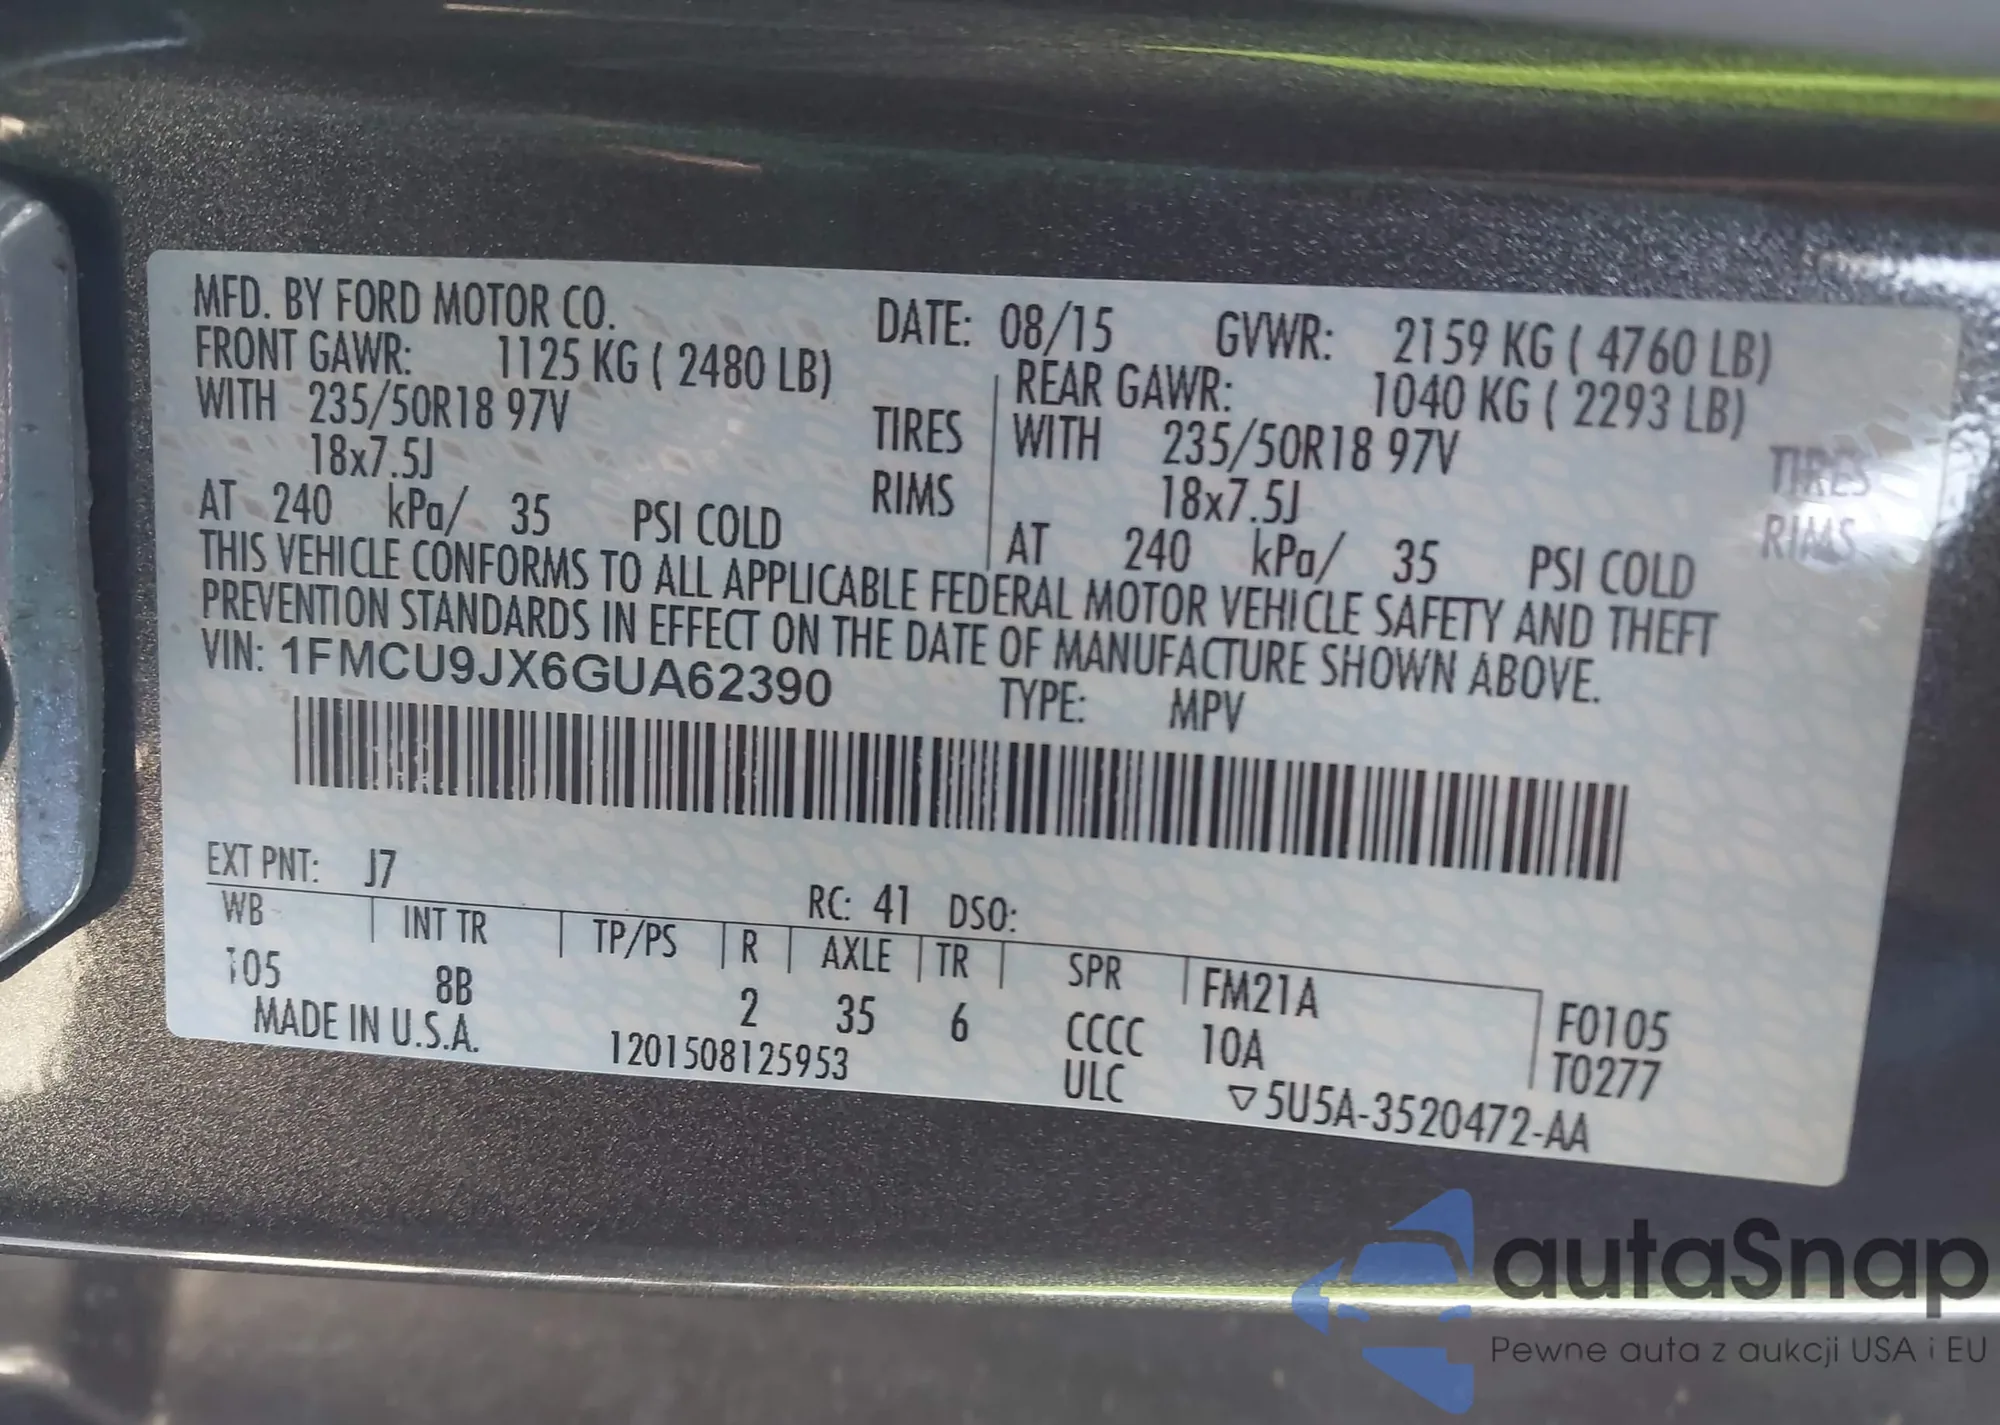 MFD. BY FORD MOTOR CO. DATE: 08/15 GVWR: 2159 KG ( 4760 LB)
FRONT GAWR: 1125 KG ( 2480 LB) REAR GAWR: 1040 KG ( 2293 LB)
WITH 235/50R18 97V TIRES WITH 235/50R18 97V TIRES
18x7.5J RIMS 18x7.5J RIMS
AT 240 kPa/ 35 PSI COLD AT 240 kPa/ 35 PSI COLD
THIS VEHICLE CONFORMS TO ALL APPLICABLE FEDERAL MOTOR VEHICLE SAFETY AND THEFT
PREVENTION STANDARDS IN EFFECT ON THE DATE OF MANUFACTURE SHOWN ABOVE.
VIN: 1FMCU9JX6GUA62390 TYPE: MPV
EXT PNT: J7 RC: 41 DSO:
WB INT TR TP/PS R AXLE TR SPR FM21A F0105
105 8B 2 35 6 CCCC 10A T0277
MADE IN U.S.A. 1201508125953 ULC ▽5U5A-3520472-AA
autaSnap
Pewne auta z aukcji USA i EU